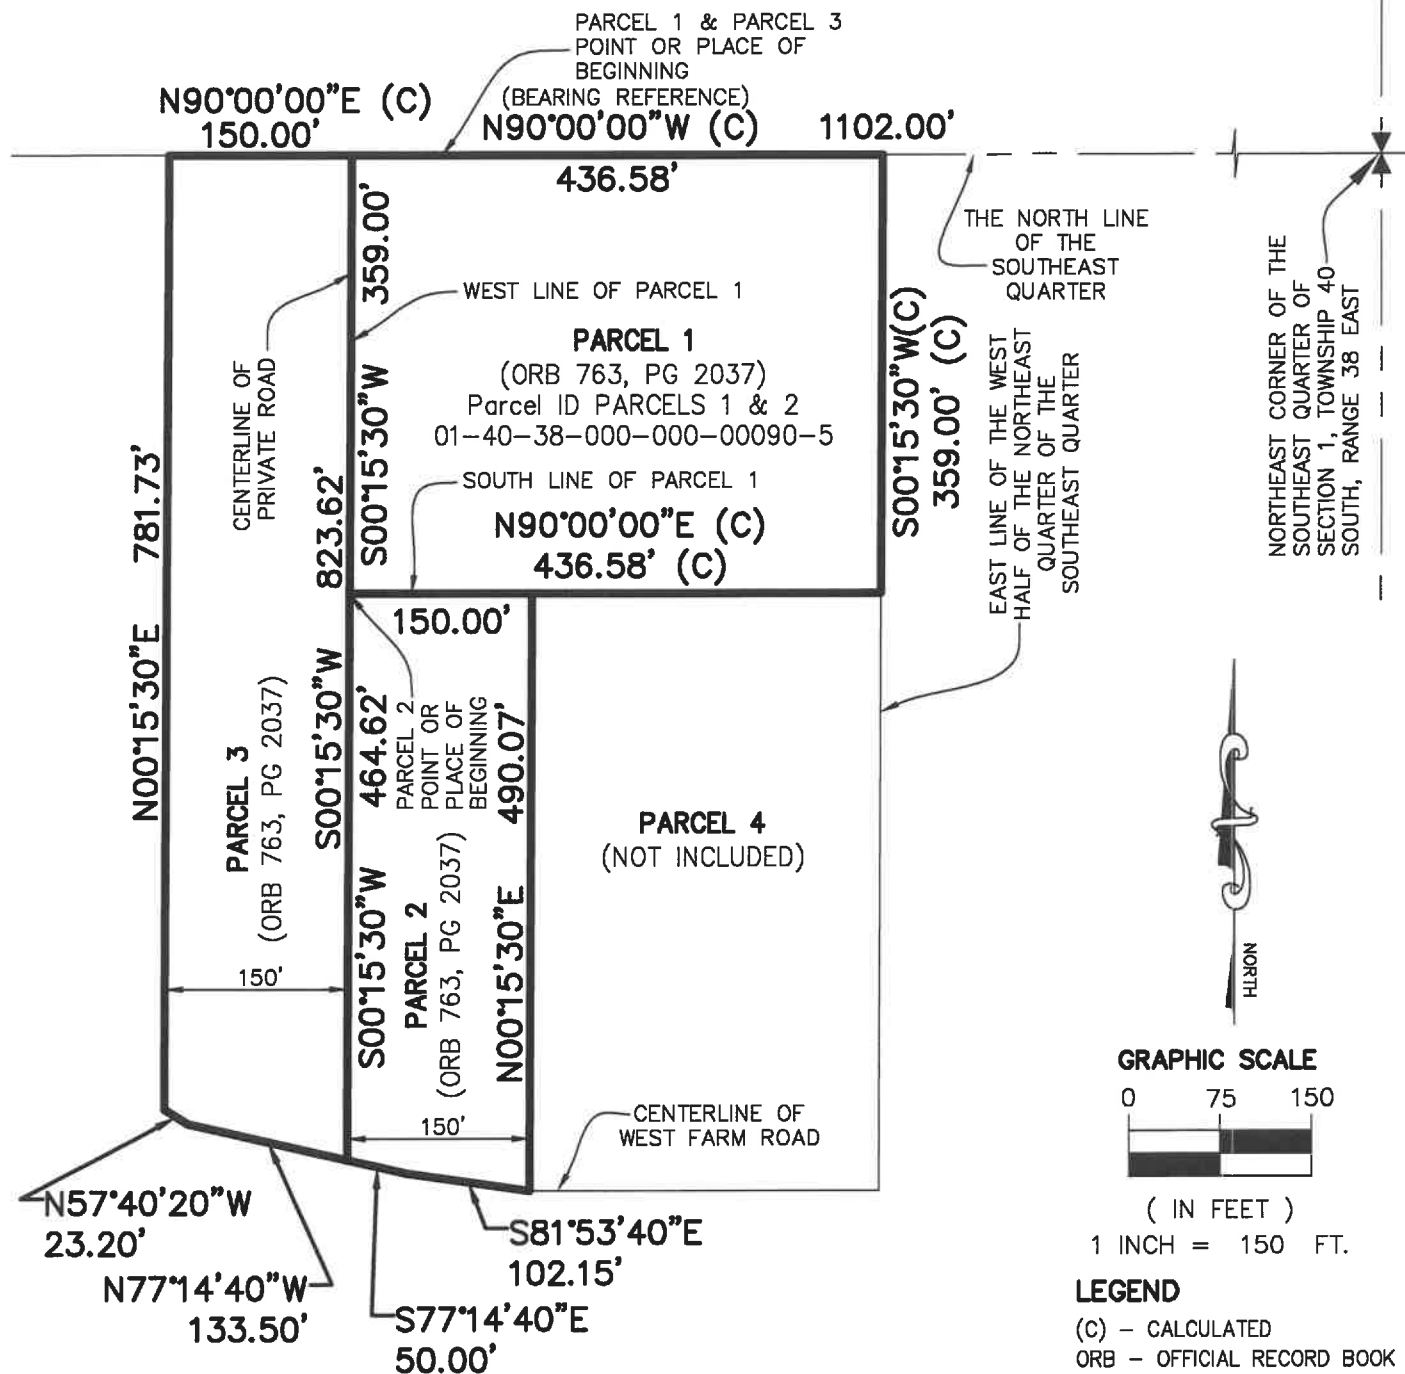 PARCEL 1 & PARCEL 3
POINT OR PLACE OF
BEGINNING
(BEARING REFERENCE)
N90°00'00"E (C)
150.00'
N90°00'00"W (C)
1102.00'
436.58'
THE NORTH LINE
OF THE
SOUTHEAST
QUARTER
NORTHEAST CORNER OF THE
SOUTHEAST QUARTER OF
SECTION 1, TOWNSHIP 40
SOUTH, RANGE 38 EAST
359.00'
S00°15'30"W
WEST LINE OF PARCEL 1
PARCEL 1
(ORB 763, PG 2037)
Parcel ID PARCELS 1 & 2
01-40-38-000-000-00090-5
SOUTH LINE OF PARCEL 1
N90°00'00"E (C)
436.58' (C)
S00°15'30"W(C)
359.00' (C)
EAST LINE OF THE WEST
HALF OF THE NORTHEAST
QUARTER OF THE
SOUTHEAST QUARTER
CENTERLINE OF
PRIVATE ROAD
781.73'
N00°15'30"E
823.62'
S00°15'30"W
PARCEL 3
(ORB 763, PG 2037)
150'
150.00'
464.62'
S00°15'30"W
PARCEL 2
POINT OR
PLACE OF
BEGINNING
PARCEL 2
(ORB 763, PG 2037)
490.07'
N00°15'30"E
150'
PARCEL 4
(NOT INCLUDED)
CENTERLINE OF
WEST FARM ROAD
N57°40'20"W
23.20'
N77°14'40"W
133.50'
S77°14'40"E
50.00'
S81°53'40"E
102.15'
NORTH
GRAPHIC SCALE
0 75 150
( IN FEET )
1 INCH = 150 FT.
LEGEND
(C) - CALCULATED
ORB - OFFICIAL RECORD BOOK